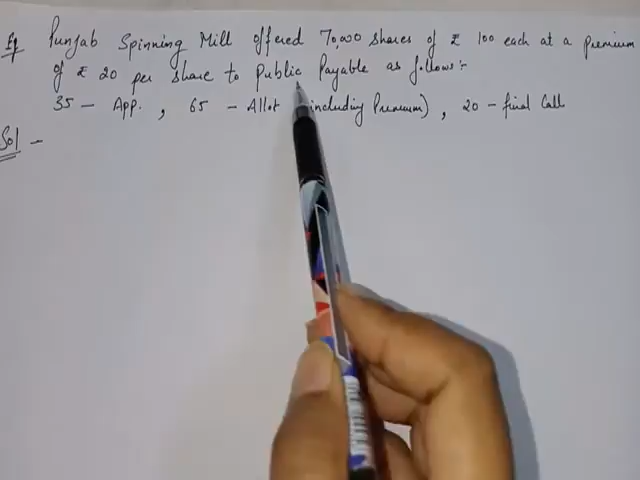 Eg Punjab Spinning Mill offered 70,000 shares of ₹ 100 each at a premium
of ₹ 20 per share to public Payable as follows:-
35 - App. , 65 - Allot (including Premium) , 20 - final Call
Sol -